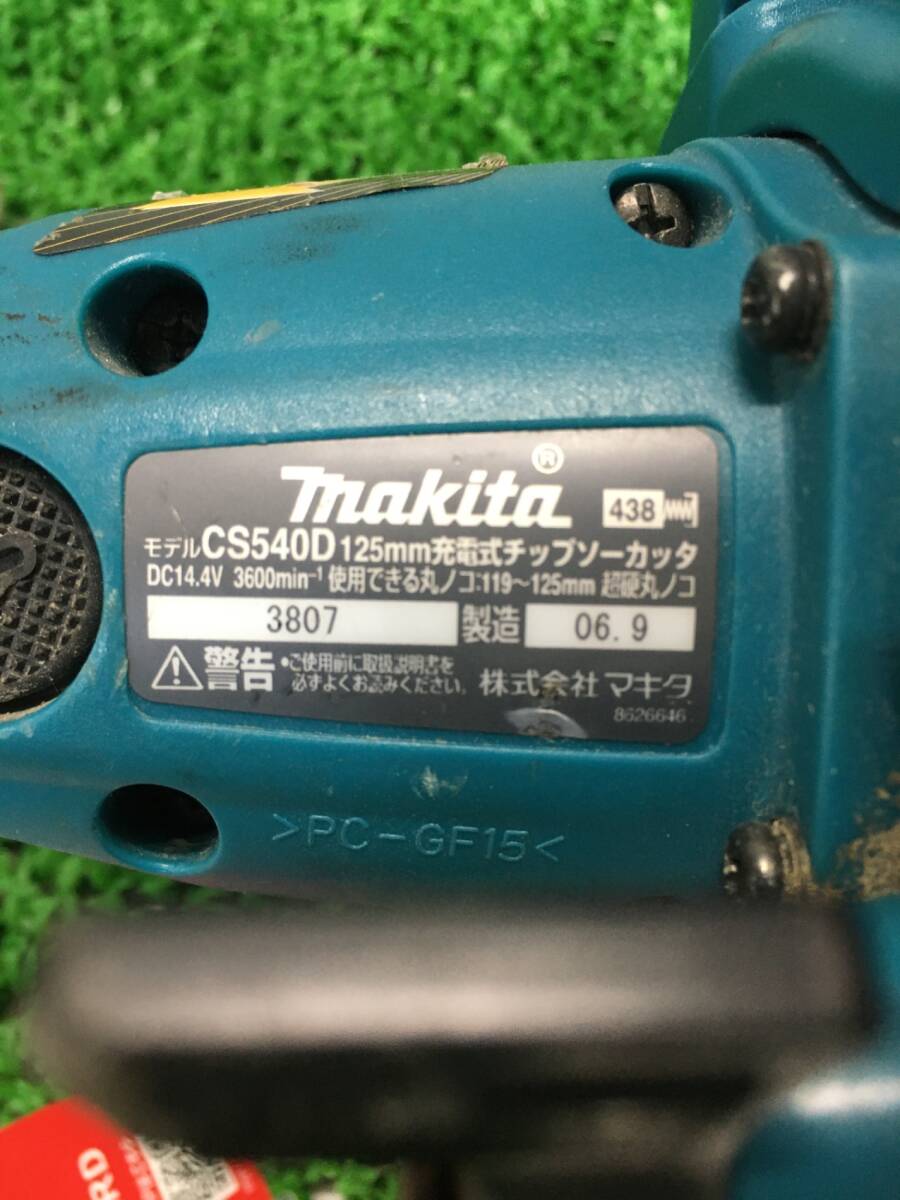 makita®
438
モデルCS540D 125mm充電式チップソーカッタ
DC14.4V 3600min⁻¹ 使用できる丸ノコ:119～125mm 超硬丸ノコ
3807 製造 06.9
警告 •ご使用前に取扱説明書を
必ずよくお読みください。 株式会社 マキタ
8626646
>PC-GF15<
RD